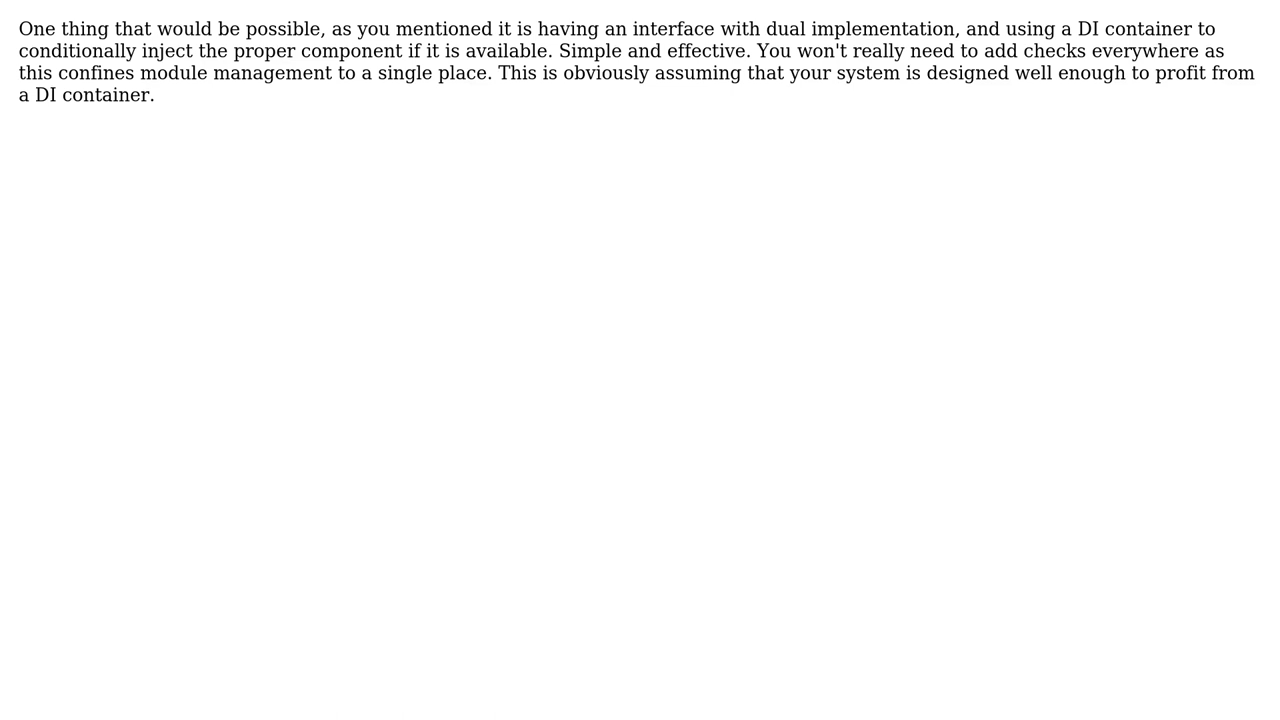 One thing that would be possible, as you mentioned it is having an interface with dual implementation, and using a DI container to
conditionally inject the proper component if it is available. Simple and effective. You won't really need to add checks everywhere as
this confines module management to a single place. This is obviously assuming that your system is designed well enough to profit from
a DI container.